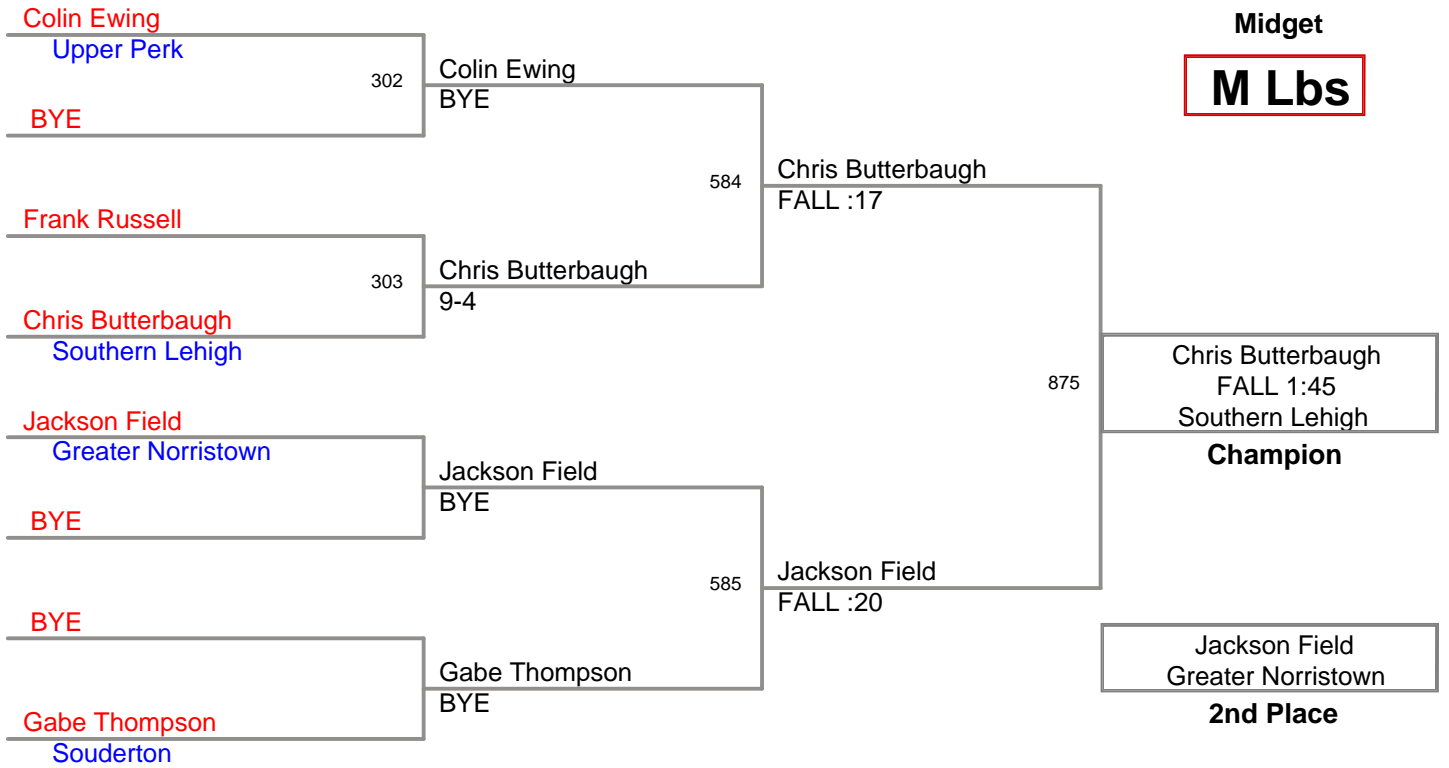 Colin Ewing
Upper Perk
BYE
302
Colin Ewing
BYE
Frank Russell
Chris Butterbaugh
Southern Lehigh
303
Chris Butterbaugh
9-4
584
Chris Butterbaugh
FALL :17
Jackson Field
Greater Norristown
BYE
Jackson Field
BYE
BYE
Gabe Thompson
Souderton
Gabe Thompson
BYE
585
Jackson Field
FALL :20
875
Midget
M Lbs
Chris Butterbaugh
FALL 1:45
Southern Lehigh
Champion
Jackson Field
Greater Norristown
2nd Place